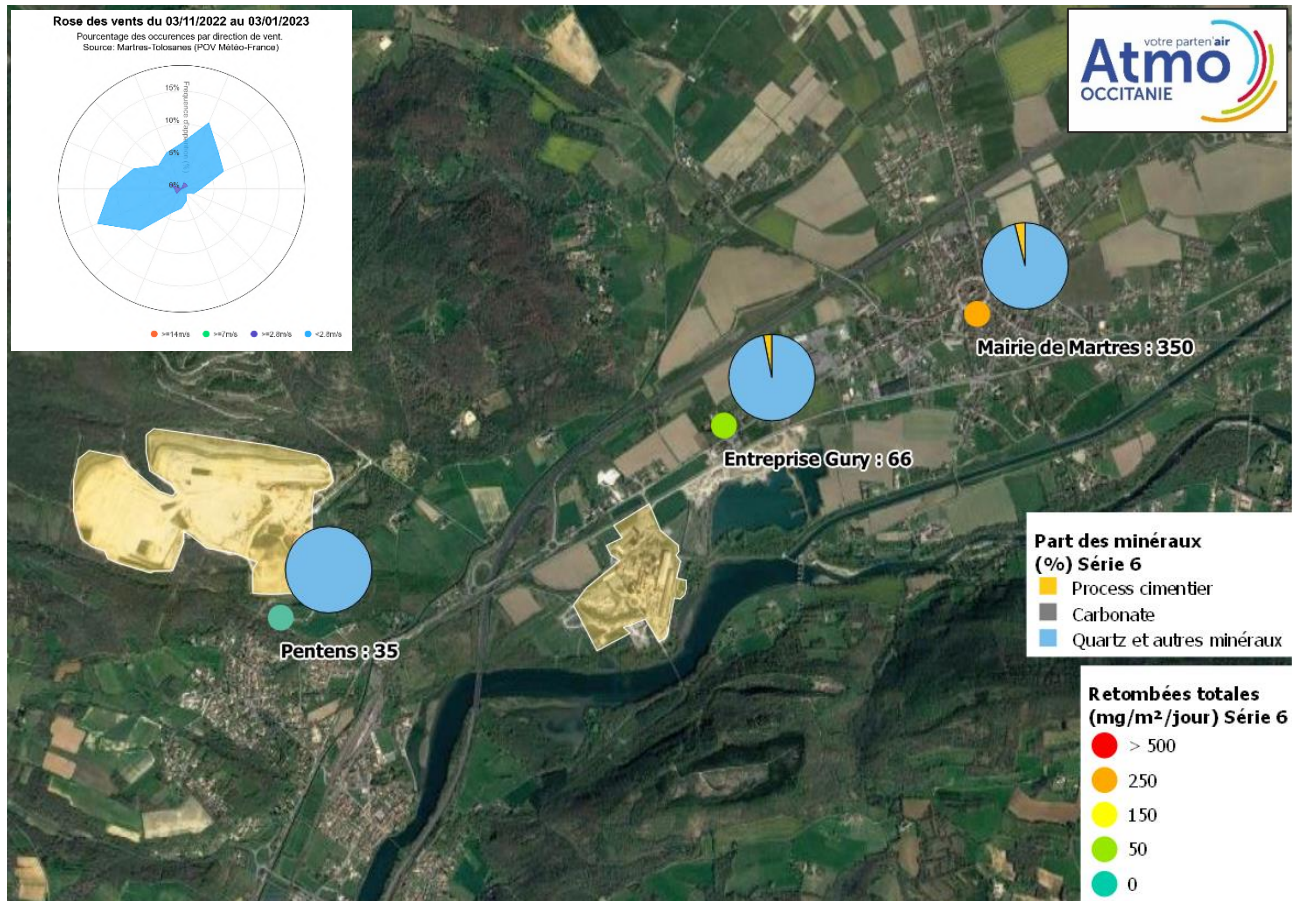 Rose des vents du 03/11/2022 au 03/01/2023
Pourcentage des occurences par direction de vent.
Source: Martres-Tolosanes (POV Météo-France)
15%
10%
5%
0%
Fréquence d'apparition (%)
>=14m/s
>=7m/s
>=2.8m/s
<2.8m/s
votre parten'air
Atmo
OCCITANIE
Mairie de Martres : 350
Entreprise Gury : 66
Pentens : 35
Part des minéraux
(%) Série 6
Process cimentier
Carbonate
Quartz et autres minéraux
Retombées totales
(mg/m²/jour) Série 6
> 500
250
150
50
0